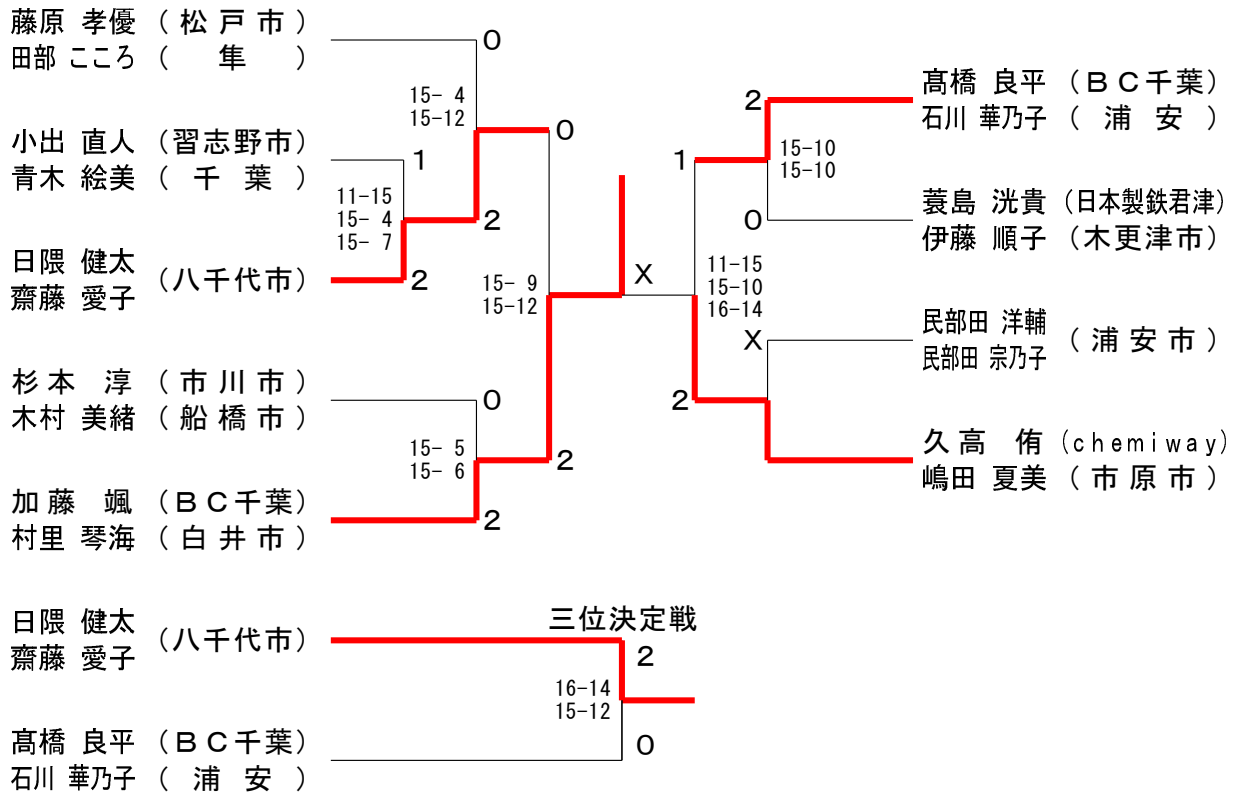 藤原 孝優 ( 松 戸 市 )
田部 こころ ( 隼 )
0
15- 4
15-12
小出 直人 (習志野市)
青木 絵美 ( 千 葉 )
1
11-15
15- 4
15- 7
2
0
日隈 健太
齋藤 愛子
(八千代市)
2
15- 9
15-12
杉本 淳 ( 市 川 市 )
木村 美緒 ( 船 橋 市 )
0
15- 5
15- 6
2
加藤 颯 (ＢＣ千葉)
村里 琴海 ( 白 井 市 )
2
X
髙橋 良平 (ＢＣ千葉)
石川 華乃子 ( 浦 安 )
2
1
15-10
15-10
0
蓑島 洸貴 (日本製鉄君津)
伊藤 順子 (木更津市)
11-15
15-10
16-14
民部田 洋輔
民部田 宗乃子
( 浦 安 市 )
X
2
久高 侑 (chemiway)
嶋田 夏美 ( 市 原 市 )
三位決定戦
日隈 健太
齋藤 愛子
(八千代市)
2
16-14
15-12
髙橋 良平 (ＢＣ千葉)
石川 華乃子 ( 浦 安 )
0